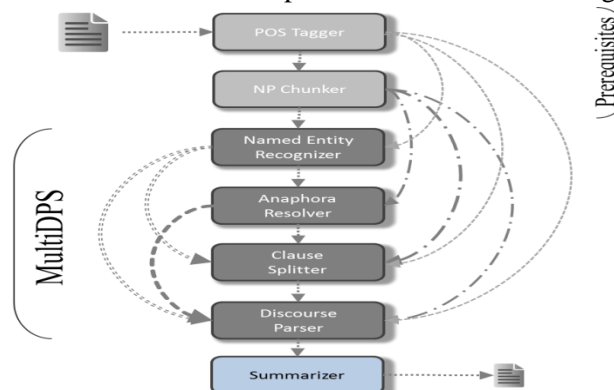 POS Tagger
NP Chunker
Named Entity
Recognizer
Anaphora
Resolver
Clause
Splitter
Discourse
Parser
Summarizer
MultiDPS
Prerequisites /